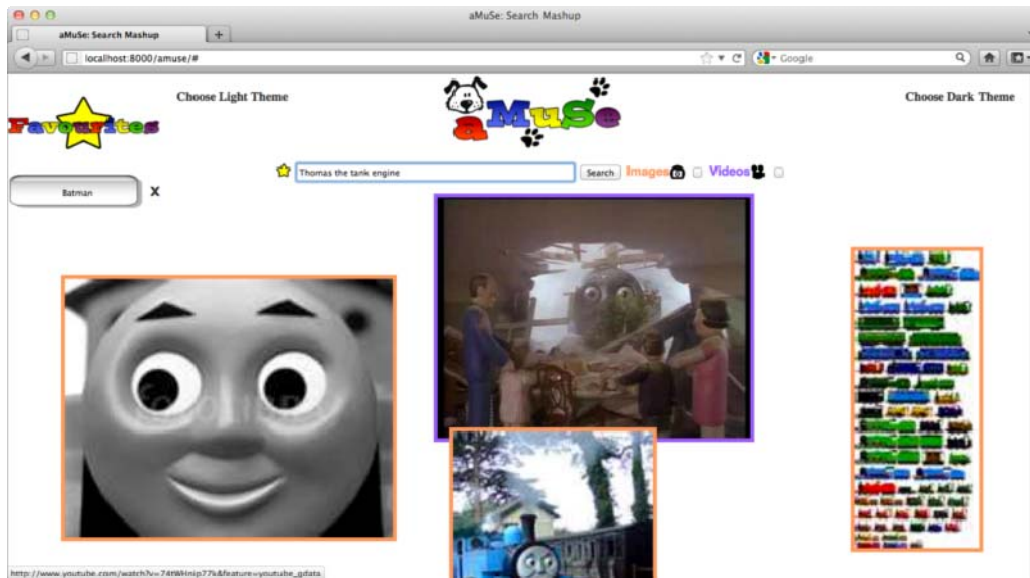 aMuSe: Search Mashup
aMuSe: Search Mashup
localhost:8000/amuse/#
Google
Choose Light Theme
aMuSe
Choose Dark Theme
Favourites
Thomas the tank engine
Search
Images
Videos
Batman
X
http://www.youtube.com/watch?v=74tWHnip77k&feature=youtube_gdata